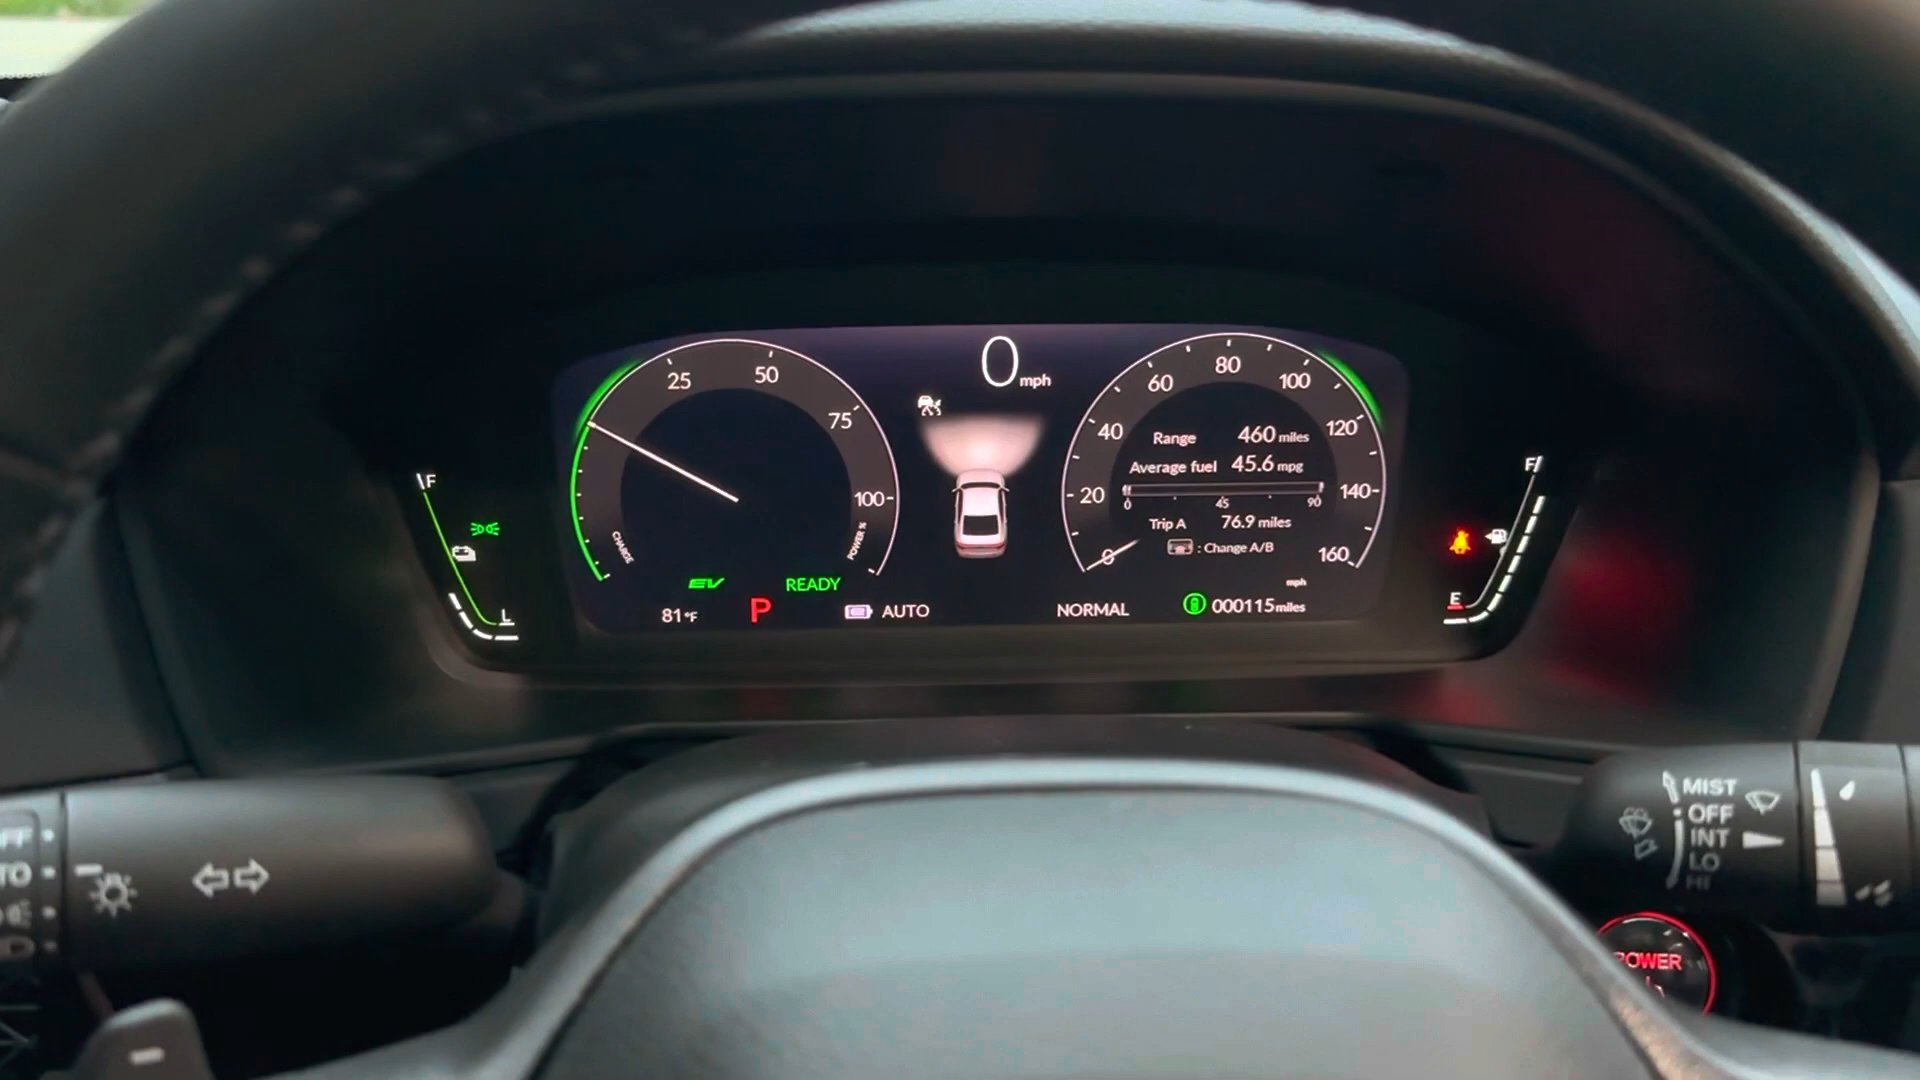 0 mph
25
50
75
100
CHARGE
POWER %
EV
READY
81°F
P
AUTO
F
L
0
20
40
60
80
100
120
140
160
mph
Range 460 miles
Average fuel 45.6 mpg
0 45 90
Trip A 76.9 miles
: Change A/B
NORMAL
000115 miles
F
E
MIST
OFF
INT
LO
HI
POWER